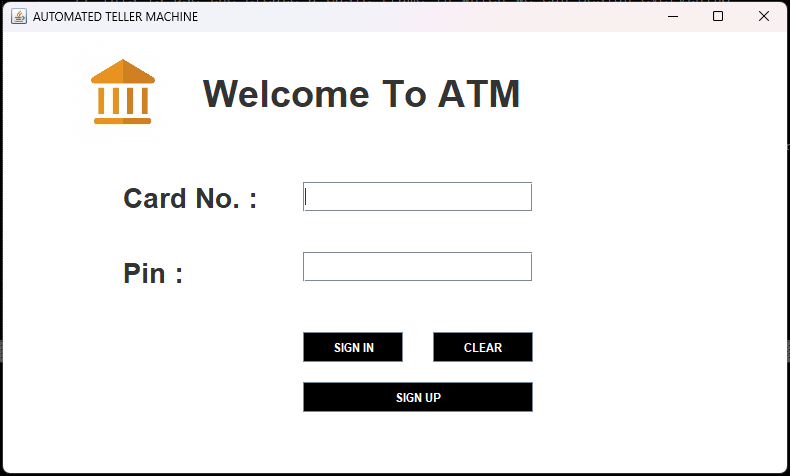 AUTOMATED TELLER MACHINE
Welcome To ATM
Card No. :
Pin :
SIGN IN CLEAR
SIGN UP